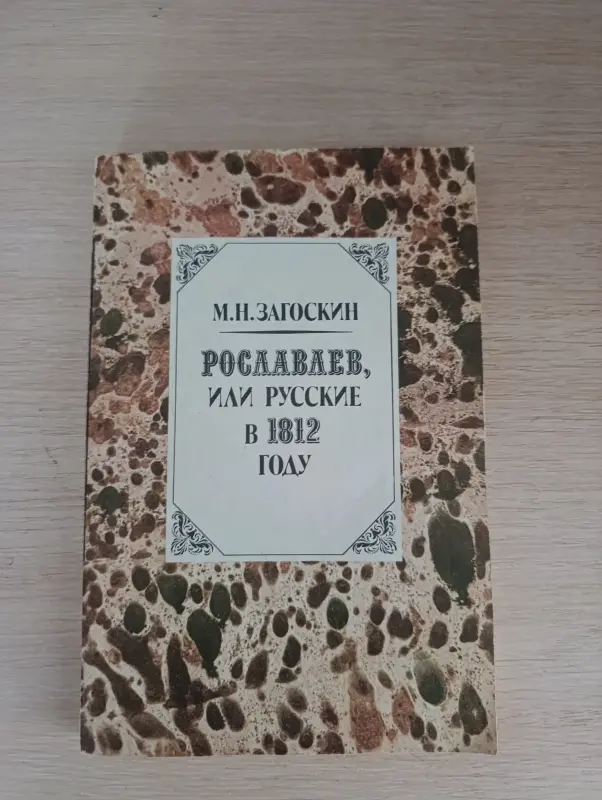 М.Н.ЗАГОСКИН
РОСЛАВЛЕВ,
ИЛИ РУССКИЕ
В 1812
ГОДУ